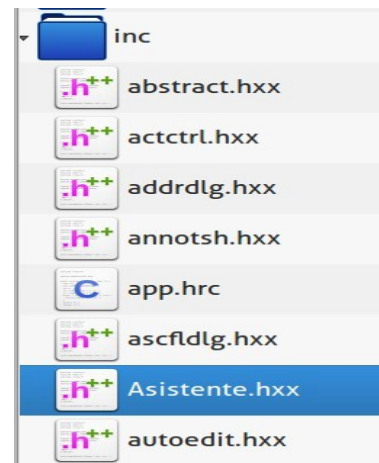 inc
.h++ abstract.hxx
.h++ actctrl.hxx
.h++ addrdlg.hxx
.h++ annotsh.hxx
C app.hrc
.h++ ascfldlg.hxx
.h++ Asistente.hxx
.h++ autoedit.hxx